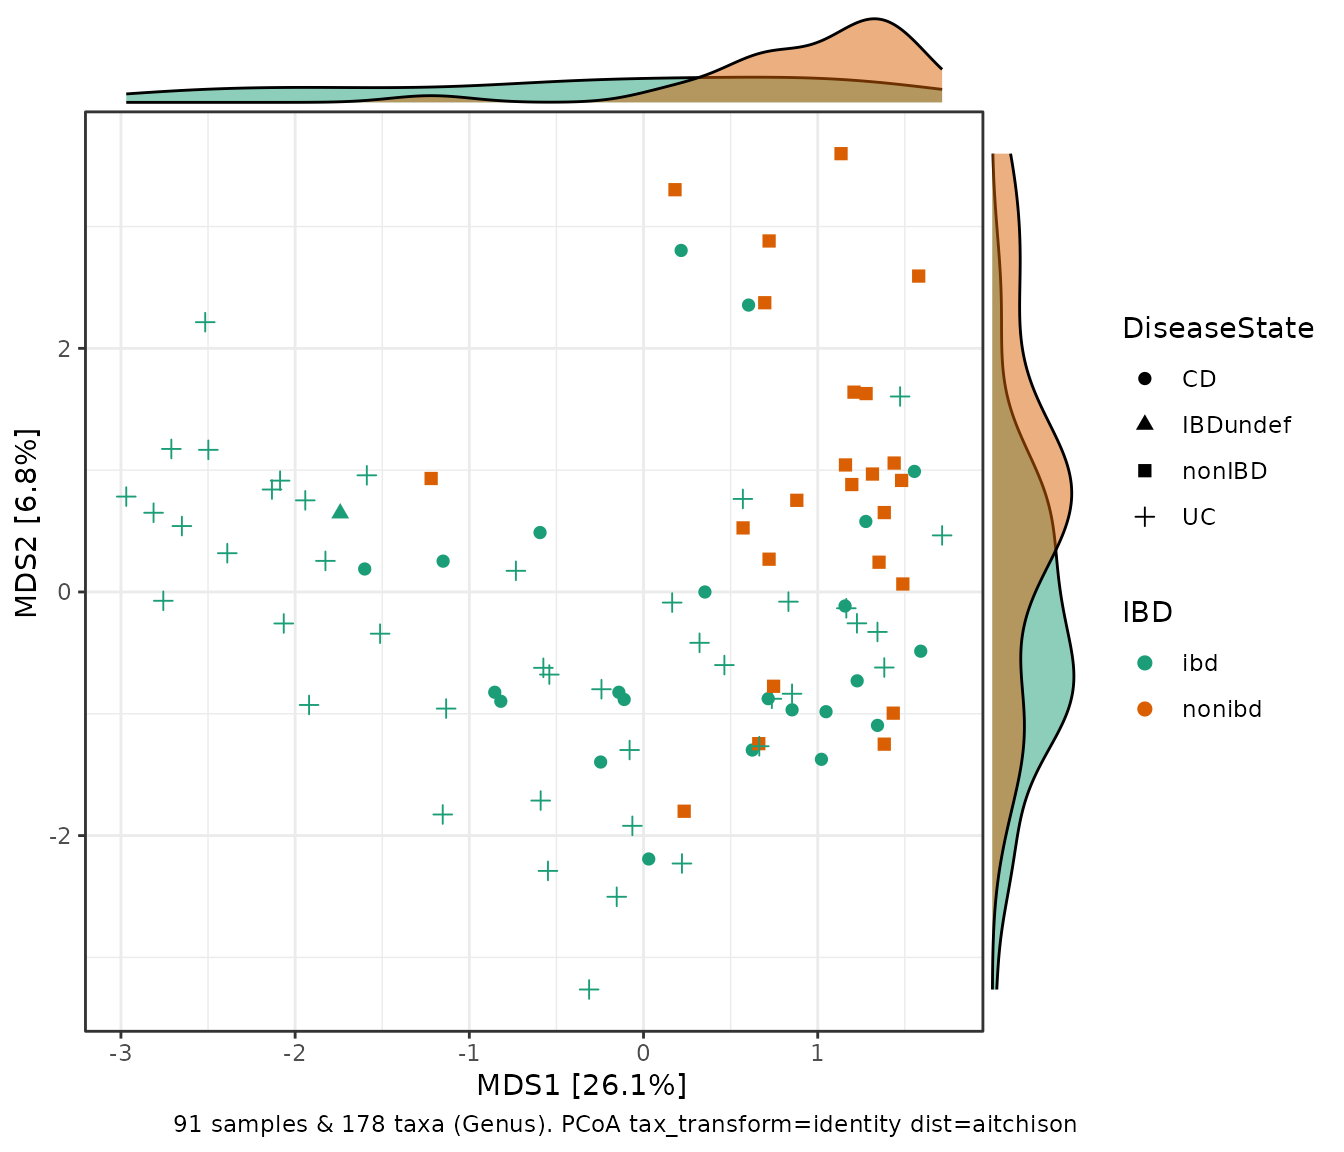 2
0
-2
MDS2 [6.8%]
-3
-2
-1
0
1
MDS1 [26.1%]
91 samples & 178 taxa (Genus). PCoA tax_transform=identity dist=aitchison
DiseaseState
CD
IBDundef
nonIBD
UC
IBD
ibd
nonibd